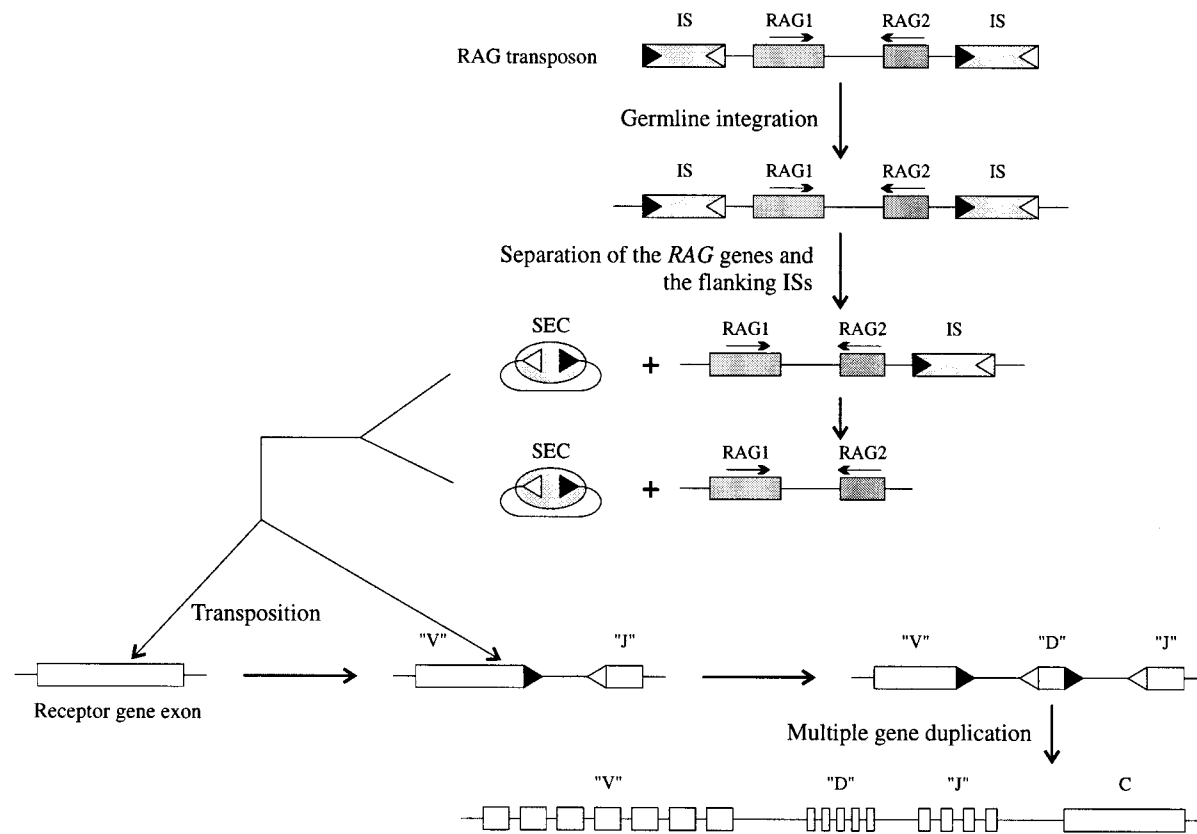 IS RAG1 RAG2 IS
RAG transposon
Germline integration
IS RAG1 RAG2 IS
Separation of the RAG genes and
the flanking ISs
SEC RAG1 RAG2 IS
+
SEC RAG1 RAG2
+
Transposition
"V" "J" "V" "D" "J"
Receptor gene exon
Multiple gene duplication
"V" "D" "J" C